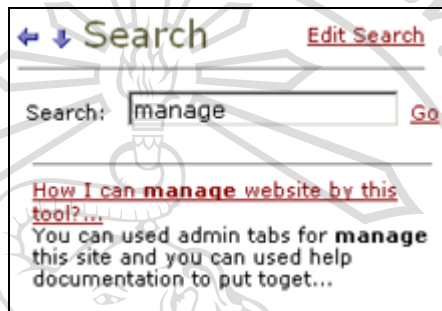 Search Edit Search
Search: manage Go
How I can manage website by this
tool?...
You can used admin tabs for manage
this site and you can used help
documentation to put toget...